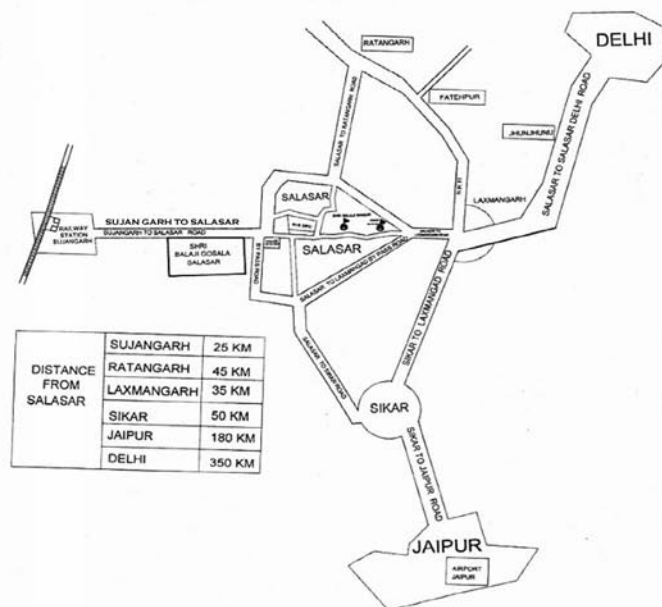 RATANGARH
DELHI
FATEHPUR
JHUNJHUNU
SALASAR TO RATANGARH ROAD
SALASAR TO SALASAR DELHI ROAD
LAXMANGARH
SALASAR
SUJAN GARH TO SALASAR
SUJANGARH TO SALASAR ROAD
RAILWAY
STATION
SUJANGARH
SHRI
BALAJI GOSALA
SALASAR
BY PASS ROAD
SALASAR
SALASAR TO LAXMANGAD BY PASS ROAD
SIKAR TO LAXMANGAD ROAD
SALASAR TO SIKAR ROAD
SIKAR
SIKAR TO JAIPUR ROAD
JAIPUR
AIRPORT
JAIPUR
DISTANCE
FROM
SALASAR
SUJANGARH 25 KM
RATANGARH 45 KM
LAXMANGARH 35 KM
SIKAR 50 KM
JAIPUR 180 KM
DELHI 350 KM